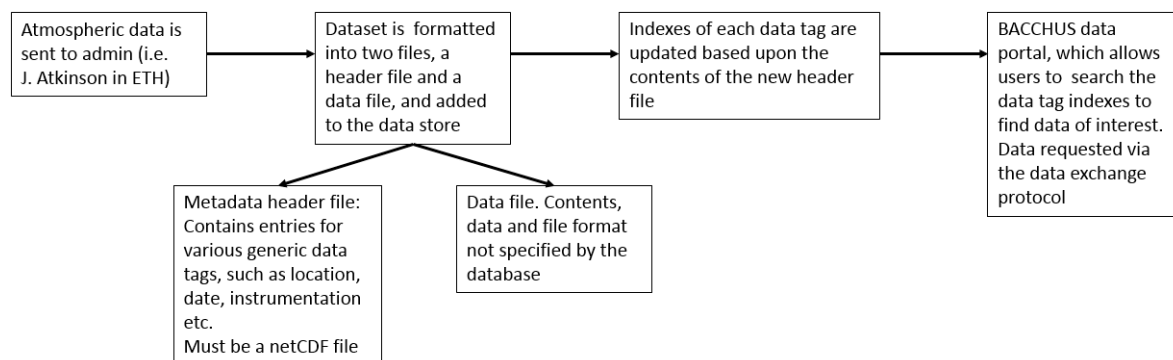 Atmospheric data is
sent to admin (i.e.
J. Atkinson in ETH)
Dataset is formatted
into two files, a
header file and a
data file, and added
to the data store
Indexes of each data tag are
updated based upon the
contents of the new header
file
BACCHUS data
portal, which allows
users to search the
data tag indexes to
find data of interest.
Data requested via
the data exchange
protocol
Metadata header file:
Contains entries for
various generic data
tags, such as location,
date, instrumentation
etc.
Must be a netCDF file
Data file. Contents,
data and file format
not specified by the
database